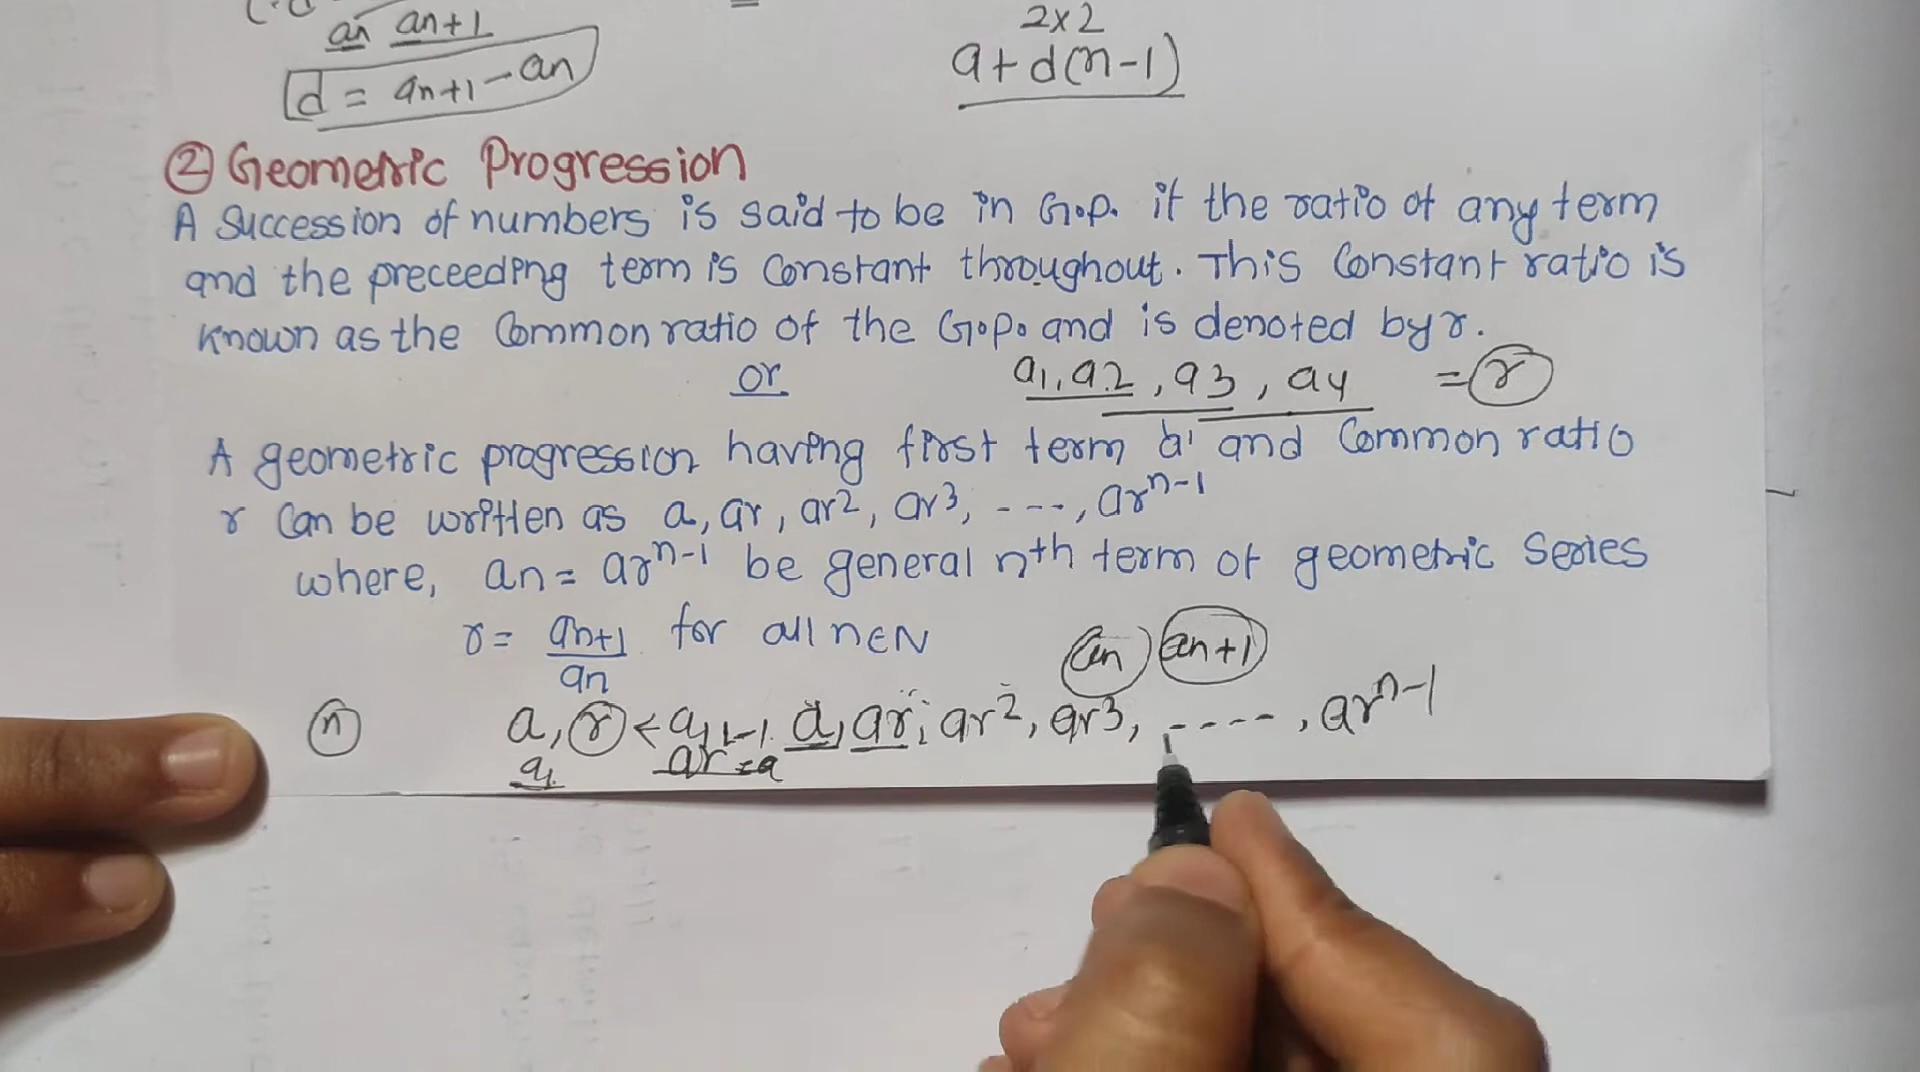 an an+1
2×2
d = an+1 - an
a+d(n-1)
② Geometric Progression
A Succession of numbers is said to be in G.P. if the ratio of any term
and the preceeding term is Constant throughout. This Constant ratio is
known as the Common ratio of the G.P. and is denoted by r.
or
a1, a2, a3, a4 = r
A geometric progression having first term 'a' and Common ratio
r Can be written as a, ar, ar², ar³, ----, arⁿ⁻¹
where, an = arⁿ⁻¹ be general nth term of geometric Series
r = an+1/an for all n∈N
an an+1
n a, r < a, a, ar, ar², ar³, ----, arⁿ⁻¹
a1 ar = a